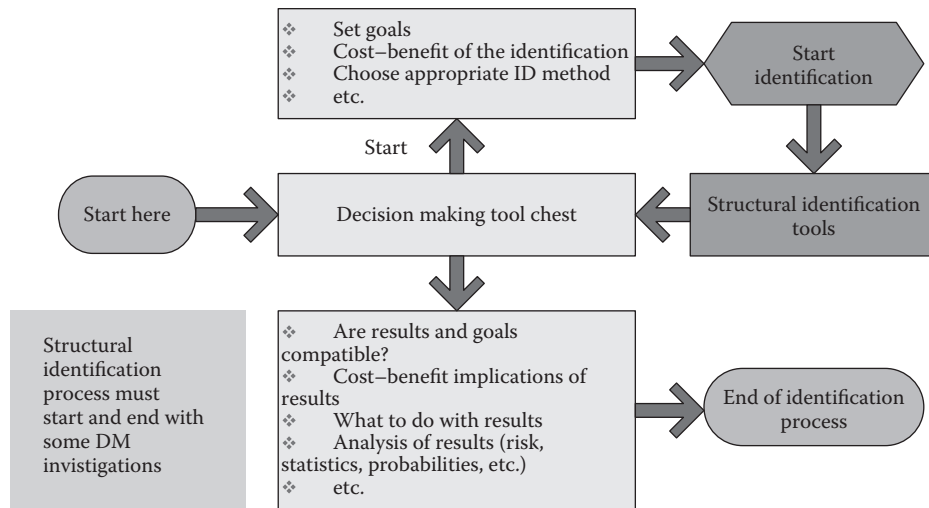 ❖ Set goals
❖ Cost–benefit of the identification
❖ Choose appropriate ID method
❖ etc.
Start
identification
Start
Start here
Decision making tool chest
Structural identification
tools
Structural
identification
process must
start and end with
some DM
invistigations
❖ Are results and goals
compatible?
❖ Cost–benefit implications of
results
❖ What to do with results
❖ Analysis of results (risk,
statistics, probabilities, etc.)
❖ etc.
End of identification
process